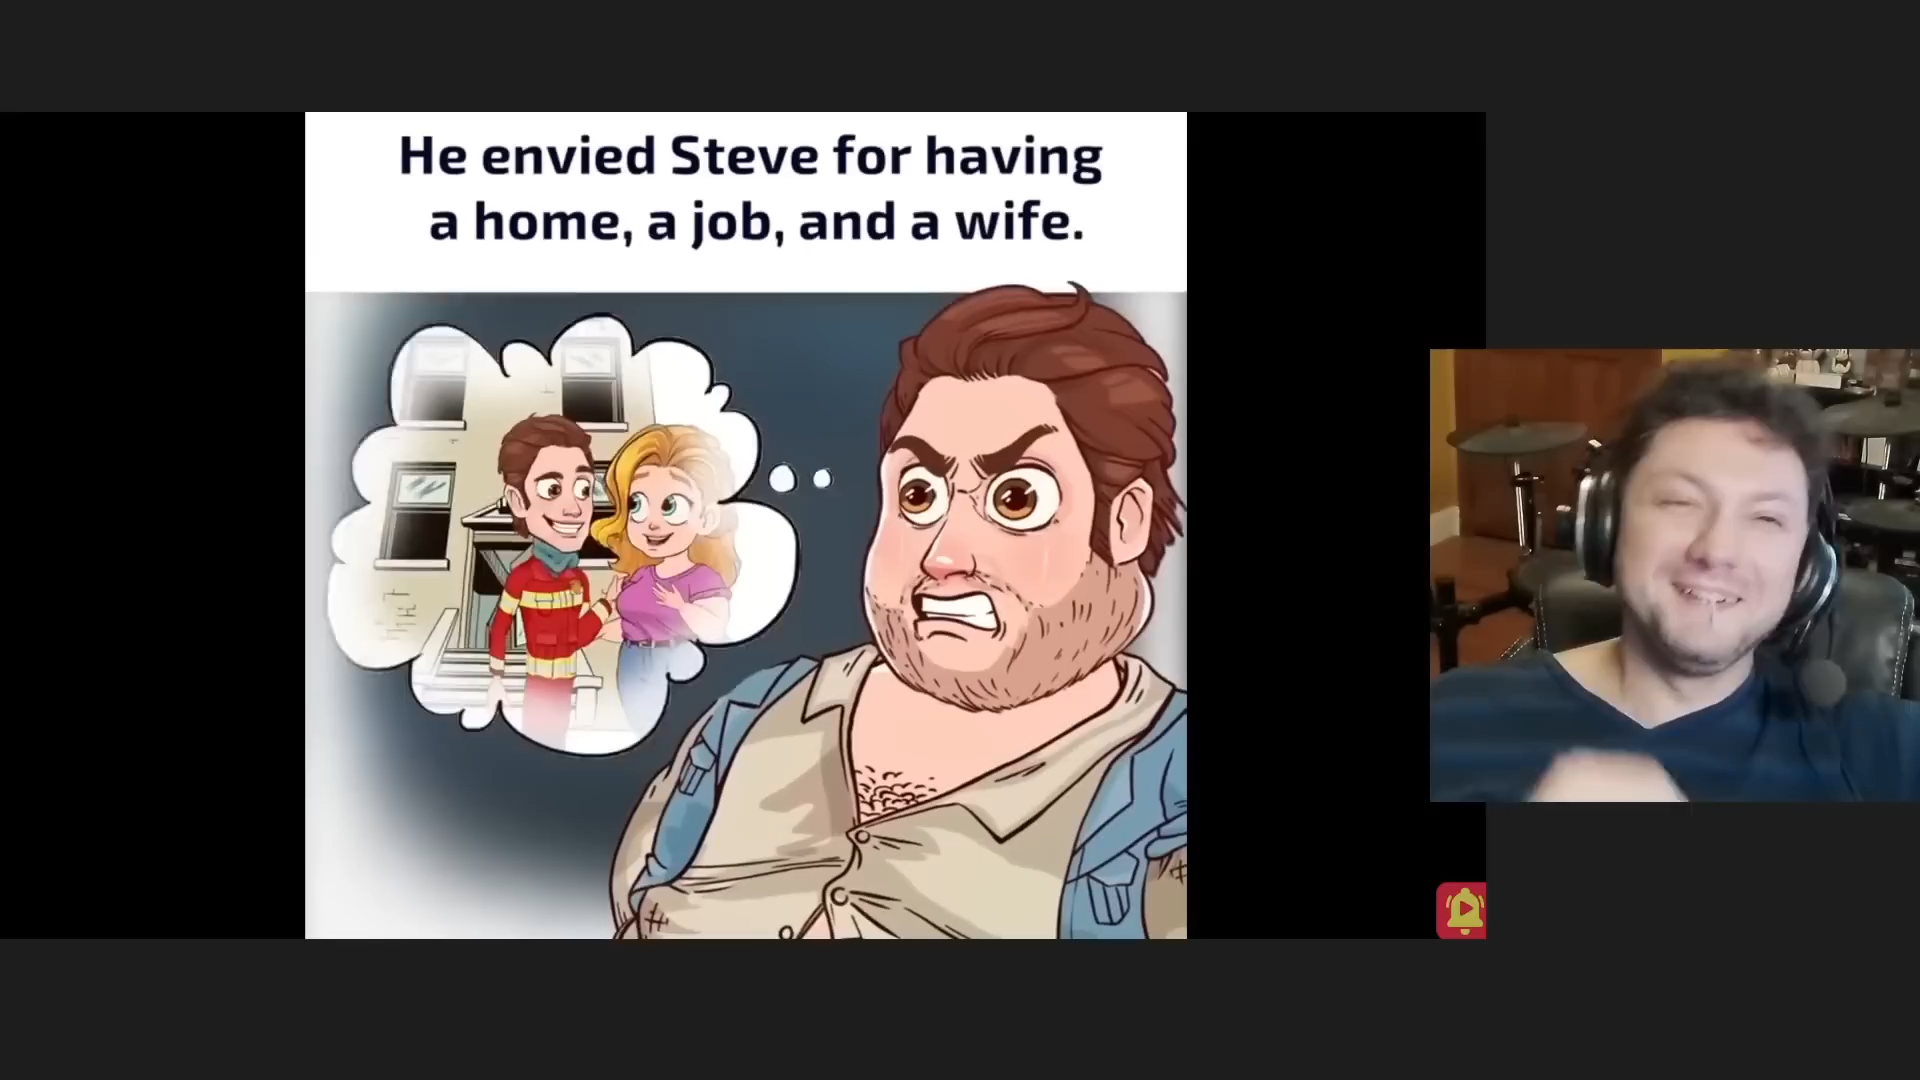 He envied Steve for having
a home, a job, and a wife.